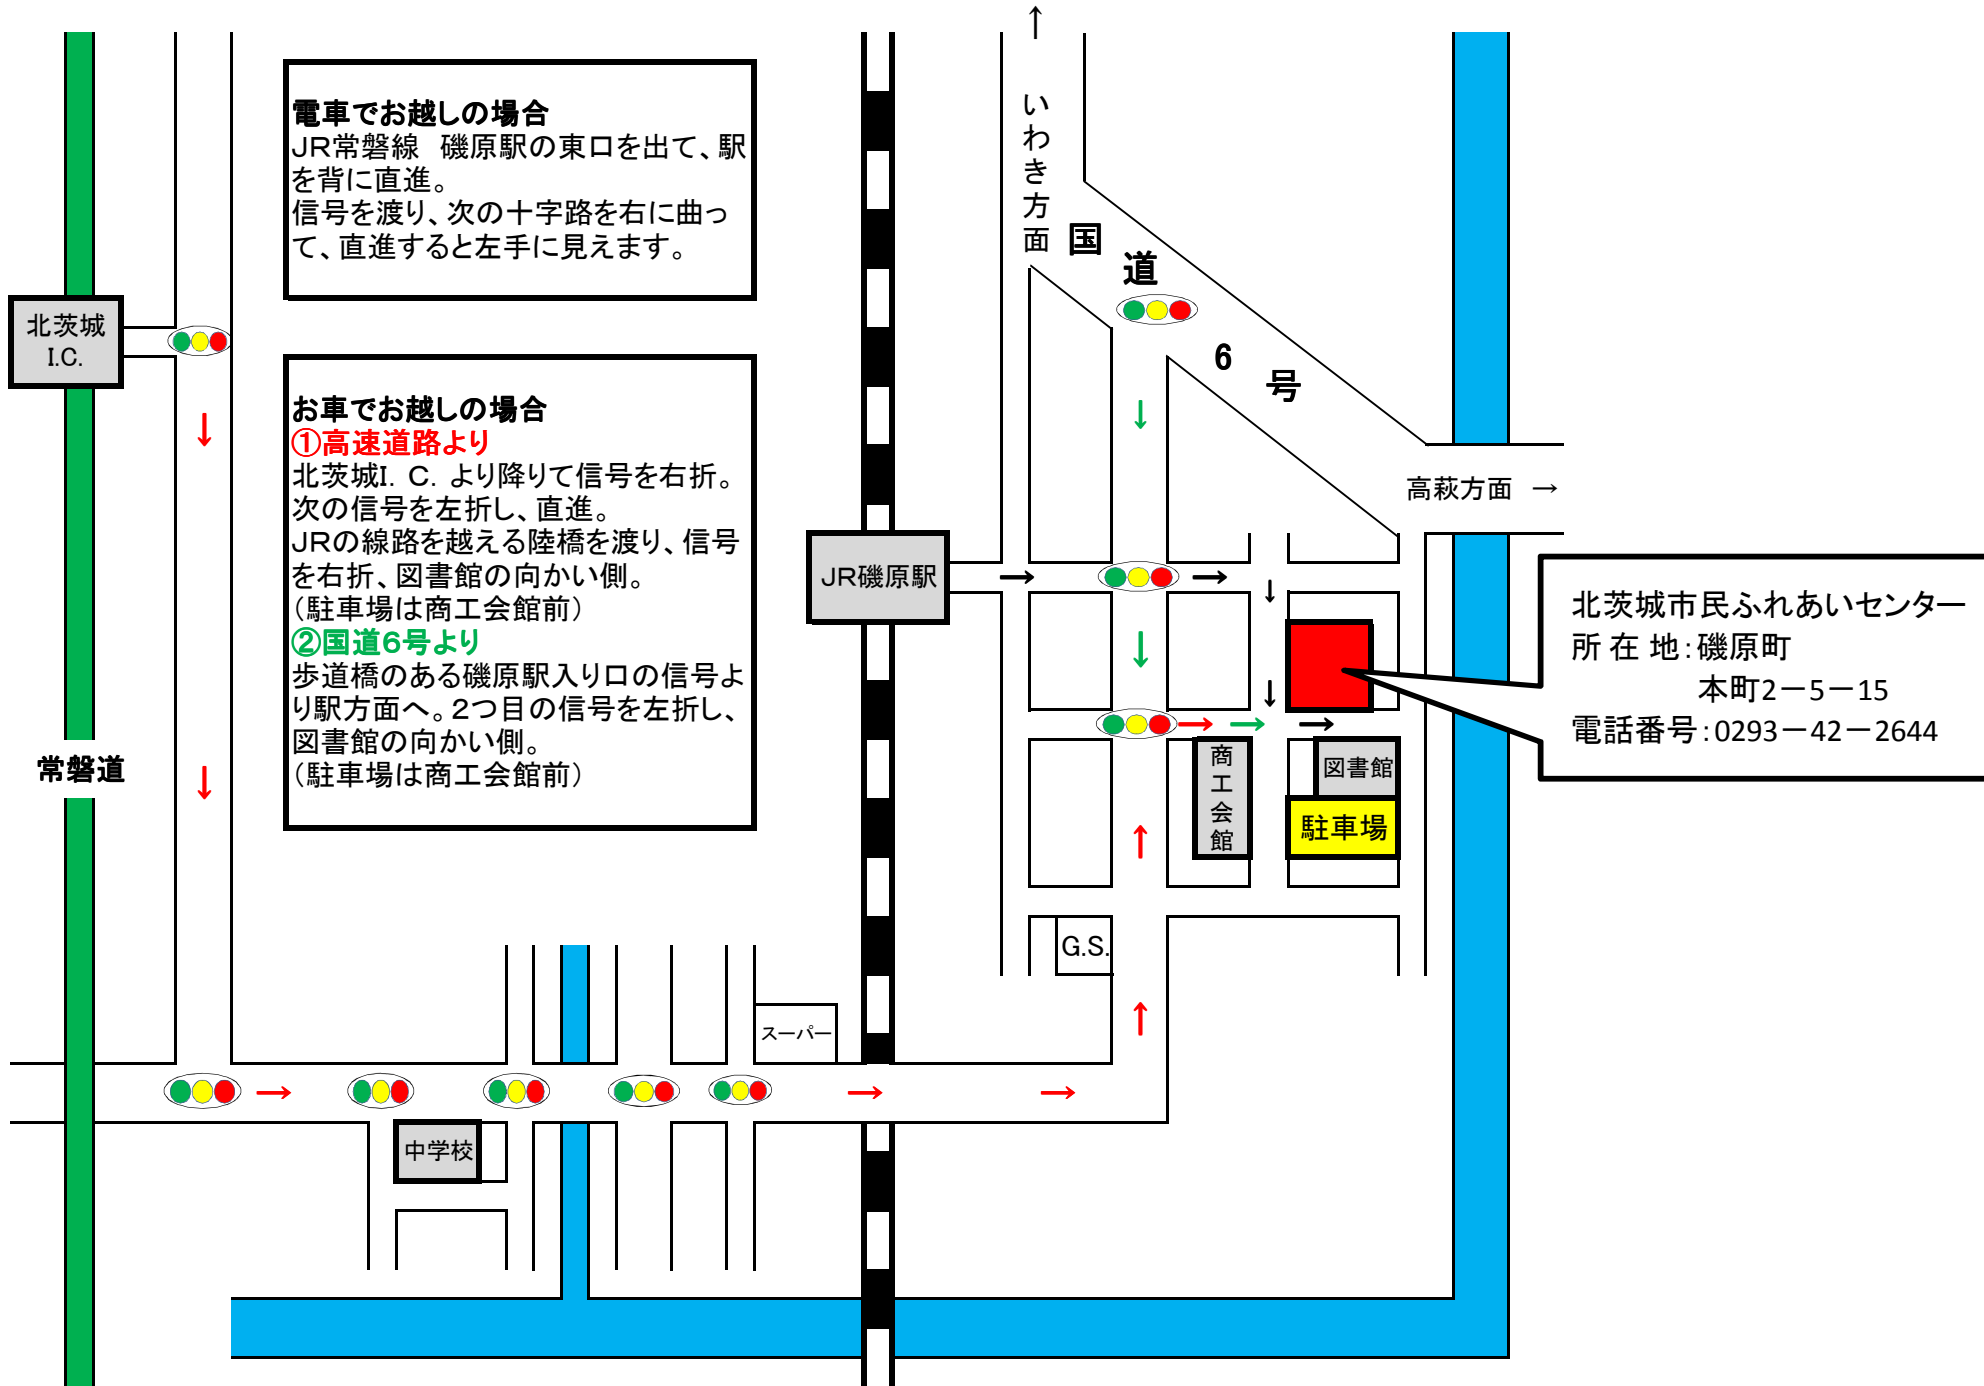 ↑
いわき方面
国道
6号
電車でお越しの場合
JR常磐線　磯原駅の東口を出て、駅
を背に直進。
信号を渡り、次の十字路を右に曲っ
て、直進すると左手に見えます。
北茨城
I.C.
お車でお越しの場合
①高速道路より
北茨城I. C. より降りて信号を右折。
次の信号を左折し、直進。
JRの線路を越える陸橋を渡り、信号
を右折、図書館の向かい側。
（駐車場は商工会館前）
②国道6号より
歩道橋のある磯原駅入り口の信号よ
り駅方面へ。2つ目の信号を左折し、
図書館の向かい側。
（駐車場は商工会館前）
高萩方面　→
JR磯原駅
北茨城市民ふれあいセンター
所 在 地：磯原町
本町2－5－15
電話番号：0293－42－2644
常磐道
商工会館
図書館
駐車場
G.S.
スーパー
中学校